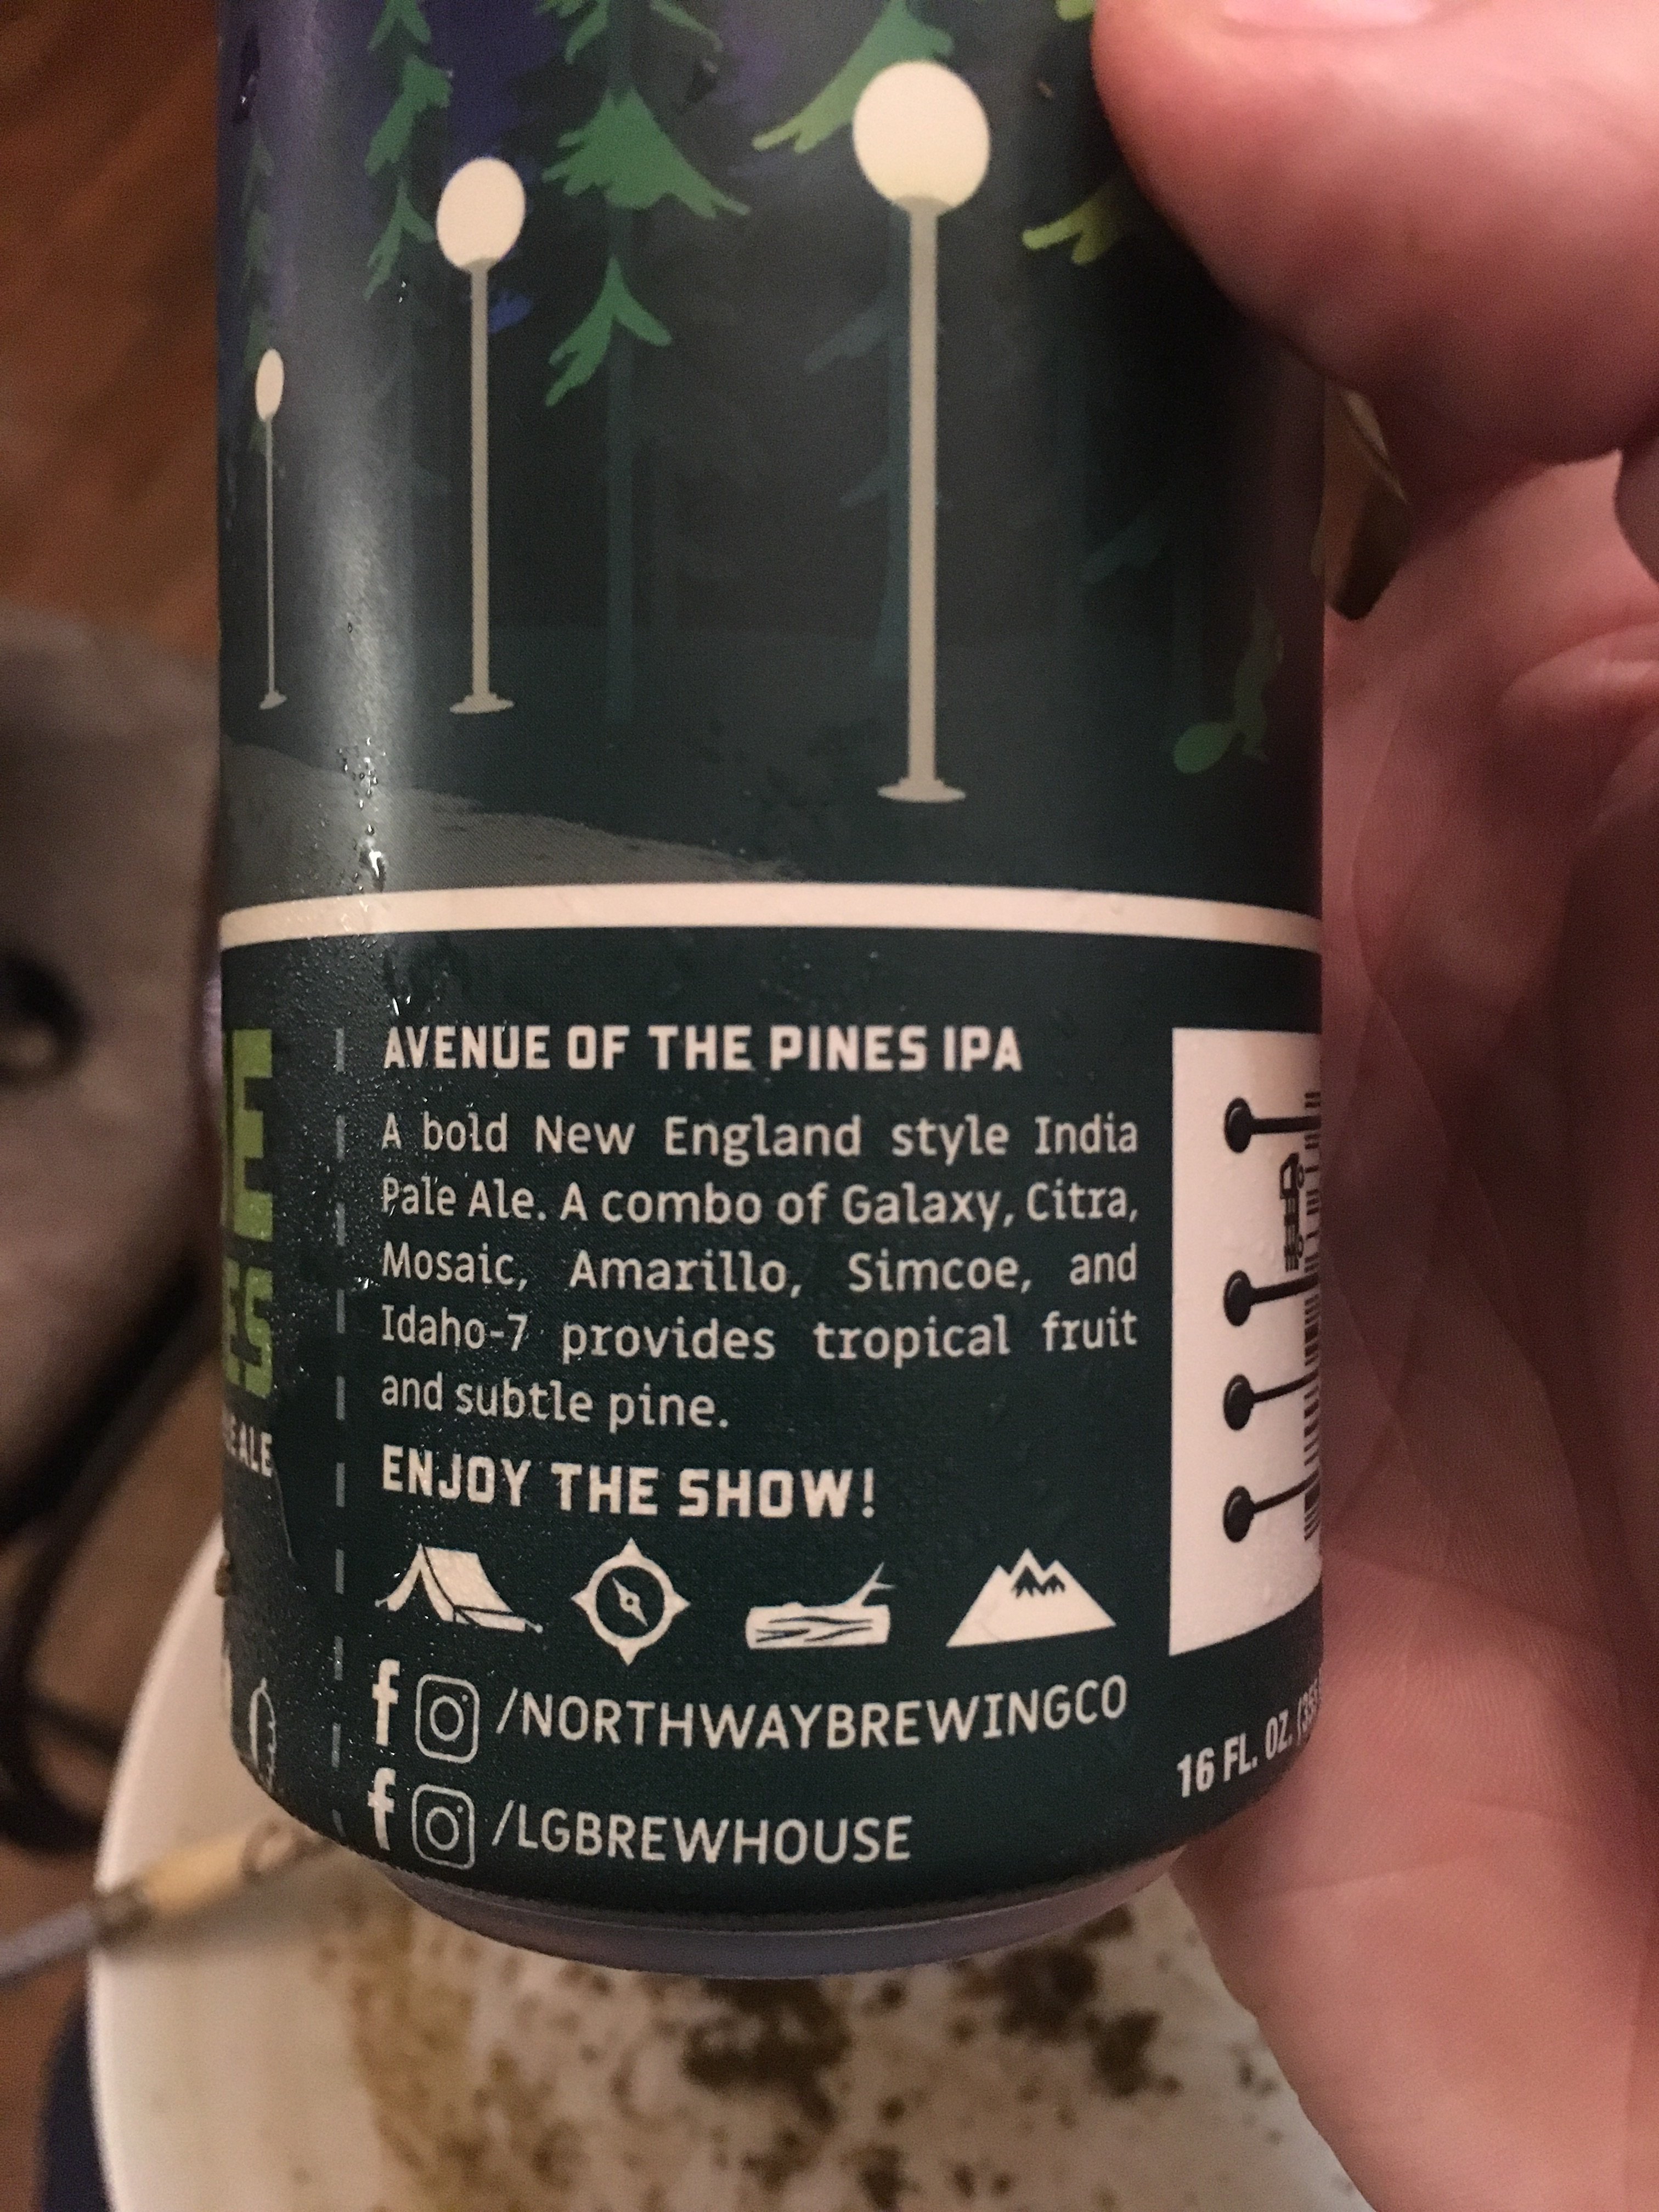 AVENUE OF THE PINES IPA
A bold New England style India
Pale Ale. A combo of Galaxy, Citra,
Mosaic, Amarillo, Simcoe, and
Idaho-7 provides tropical fruit
and subtle pine.
ENJOY THE SHOW!
f /NORTHWAYBREWINGCO
f /LGBREWHOUSE
ALE
16 FL. OZ.